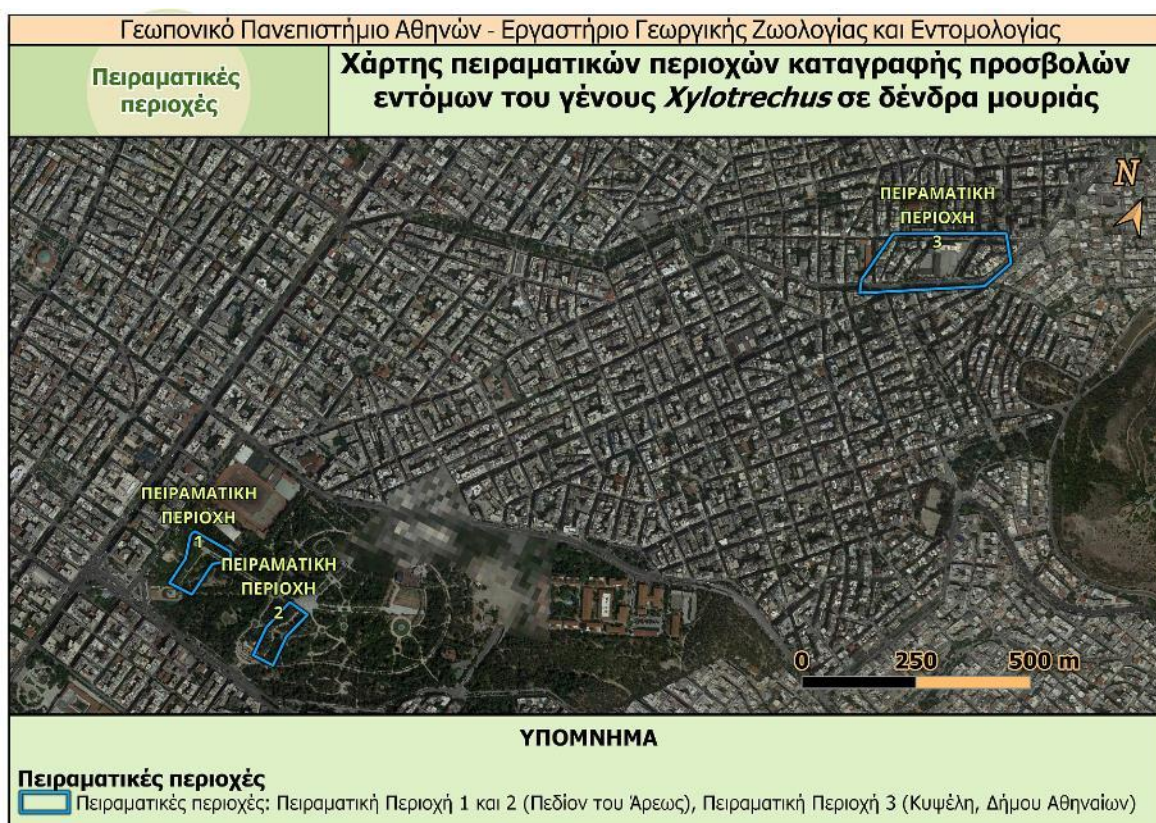 Γεωπονικό Πανεπιστήμιο Αθηνών - Εργαστήριο Γεωργικής Ζωολογίας και Εντομολογίας
Πειραματικές
περιοχές
Χάρτης πειραματικών περιοχών καταγραφής προσβολών
εντόμων του γένους Xylotrechus σε δένδρα μουριάς
N
ΠΕΙΡΑΜΑΤΙΚΗ
ΠΕΡΙΟΧΗ
3
ΠΕΙΡΑΜΑΤΙΚΗ
ΠΕΡΙΟΧΗ
1
ΠΕΙΡΑΜΑΤΙΚΗ
ΠΕΡΙΟΧΗ
2
0 250 500 m
ΥΠΟΜΝΗΜΑ
Πειραματικές περιοχές
Πειραματικές περιοχές: Πειραματική Περιοχή 1 και 2 (Πεδίον του Άρεως), Πειραματική Περιοχή 3 (Κυψέλη, Δήμου Αθηναίων)